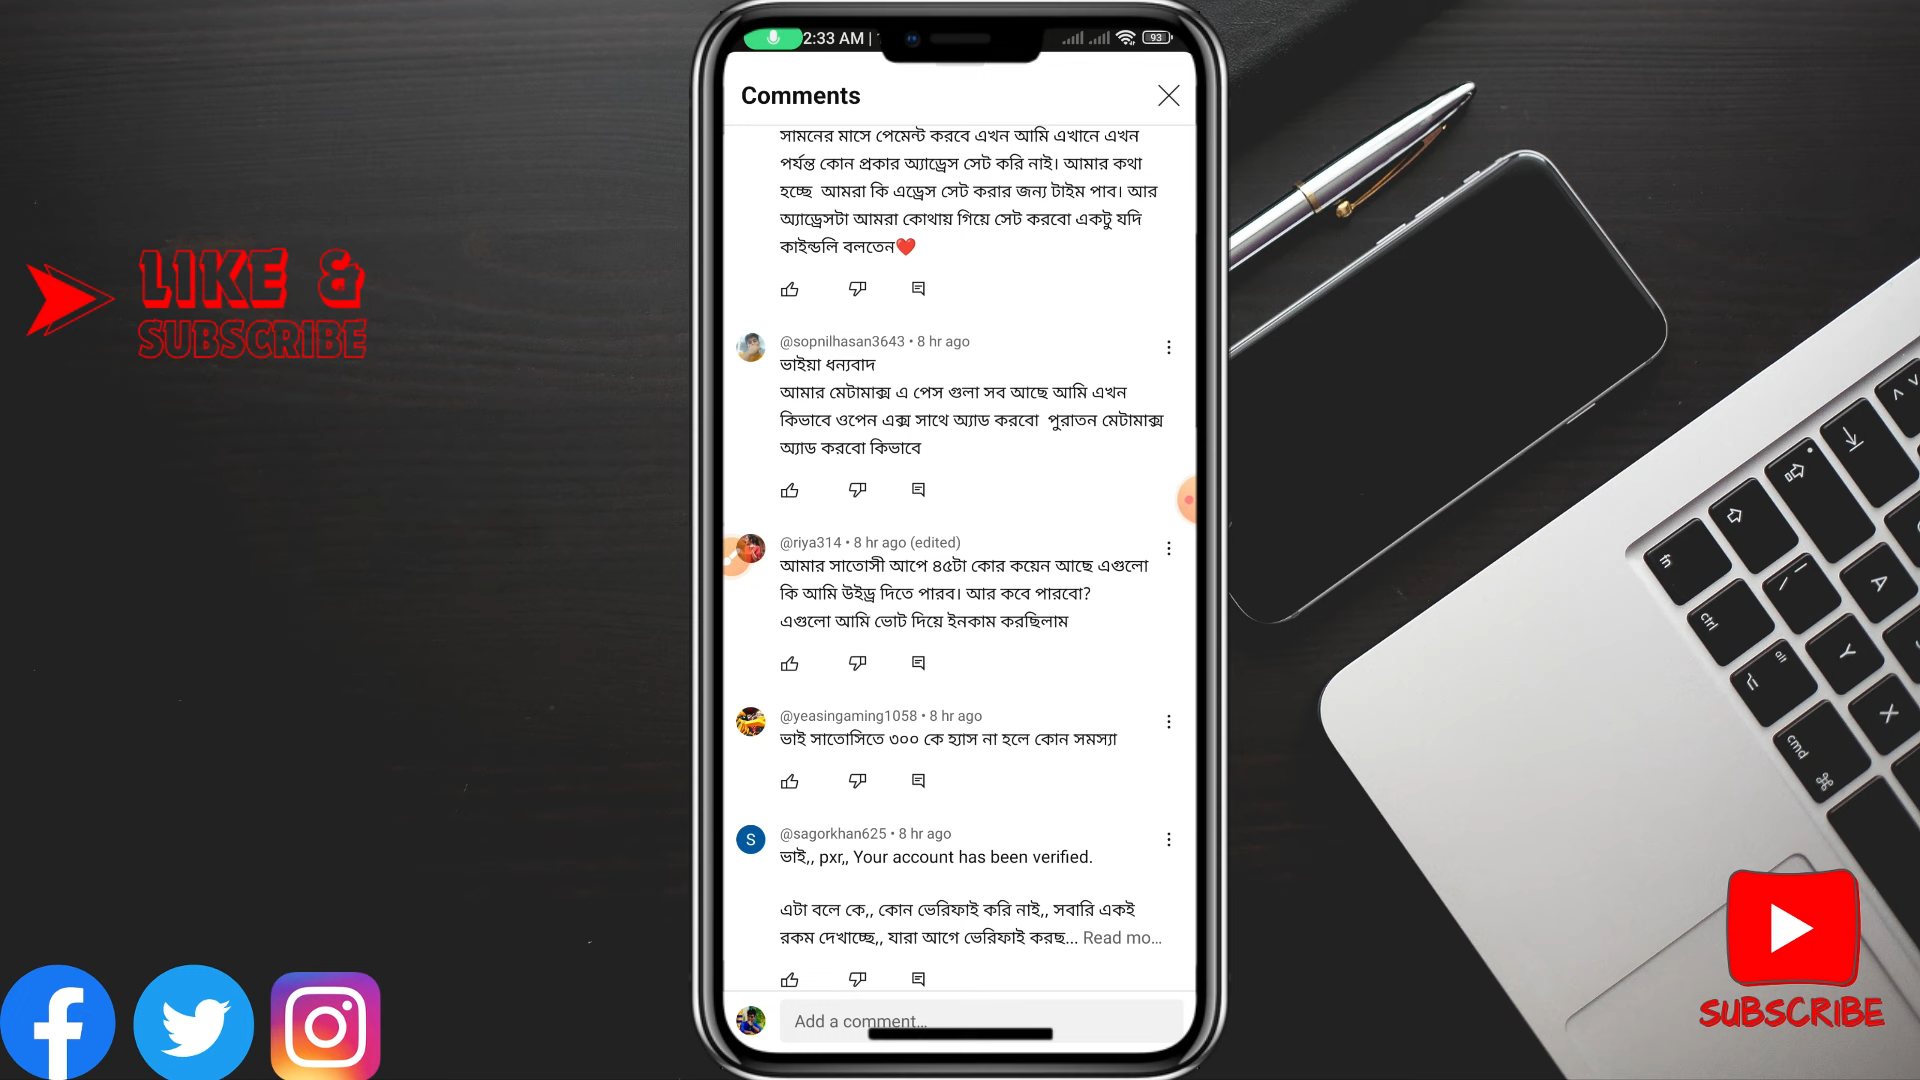 2:33 AM |
93
Comments
সামনের মাসে পেমেন্ট করবে এখন আমি এখানে এখন
পর্যন্ত কোন প্রকার অ্যাড্রেস সেট করি নাই। আমার কথা
হচ্ছে আমরা কি এড্রেস সেট করার জন্য টাইম পাব। আর
অ্যাড্রেসটা আমরা কোথায় গিয়ে সেট করবো একটু যদি
কাইন্ডলি বলতেন❤️
@sopnilhasan3643 • 8 hr ago
ভাইয়া ধন্যবাদ
আমার মেটামাক্স এ পেস গুলা সব আছে আমি এখন
কিভাবে ওপেন এক্স সাথে অ্যাড করবো পুরাতন মেটামাক্স
অ্যাড করবো কিভাবে
@riya314 • 8 hr ago (edited)
আমার সাতোসী আপে ৪৫টা কোর কয়েন আছে এগুলো
কি আমি উইড্র দিতে পারব। আর কবে পারবো?
এগুলো আমি ভোট দিয়ে ইনকাম করছিলাম
@yeasingaming1058 • 8 hr ago
ভাই সাতোসিতে ৩০০ কে হ্যাস না হলে কোন সমস্যা
@sagorkhan625 • 8 hr ago
S
ভাই,, pxr,, Your account has been verified.
এটা বলে কে,, কোন ভেরিফাই করি নাই,, সবারি একই
রকম দেখাচ্ছে,, যারা আগে ভেরিফাই করছ... Read mo...
Add a comment...
LIKE &
SUBSCRIBE
SUBSCRIBE
fn
ctrl
alt
cmd
A
Y
X